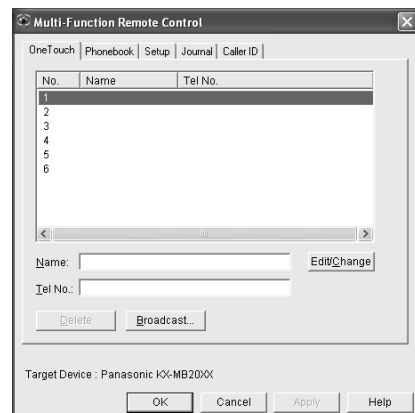 Multi-Function Remote Control
OneTouch Phonebook Setup Journal Caller ID
No. Name Tel No.
1
2
3
4
5
6
Name: Edit/Change
Tel No.:
Delete Broadcast...
Target Device : Panasonic KX-MB20XX
OK Cancel Apply Help